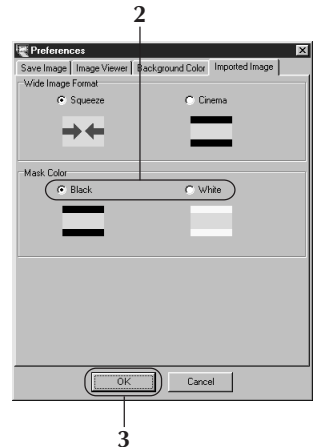 2
Preferences
Save Image Image Viewer Background Color Imported Image
Wide Image Format
Squeeze Cinema
Mask Color
Black White
OK Cancel
3